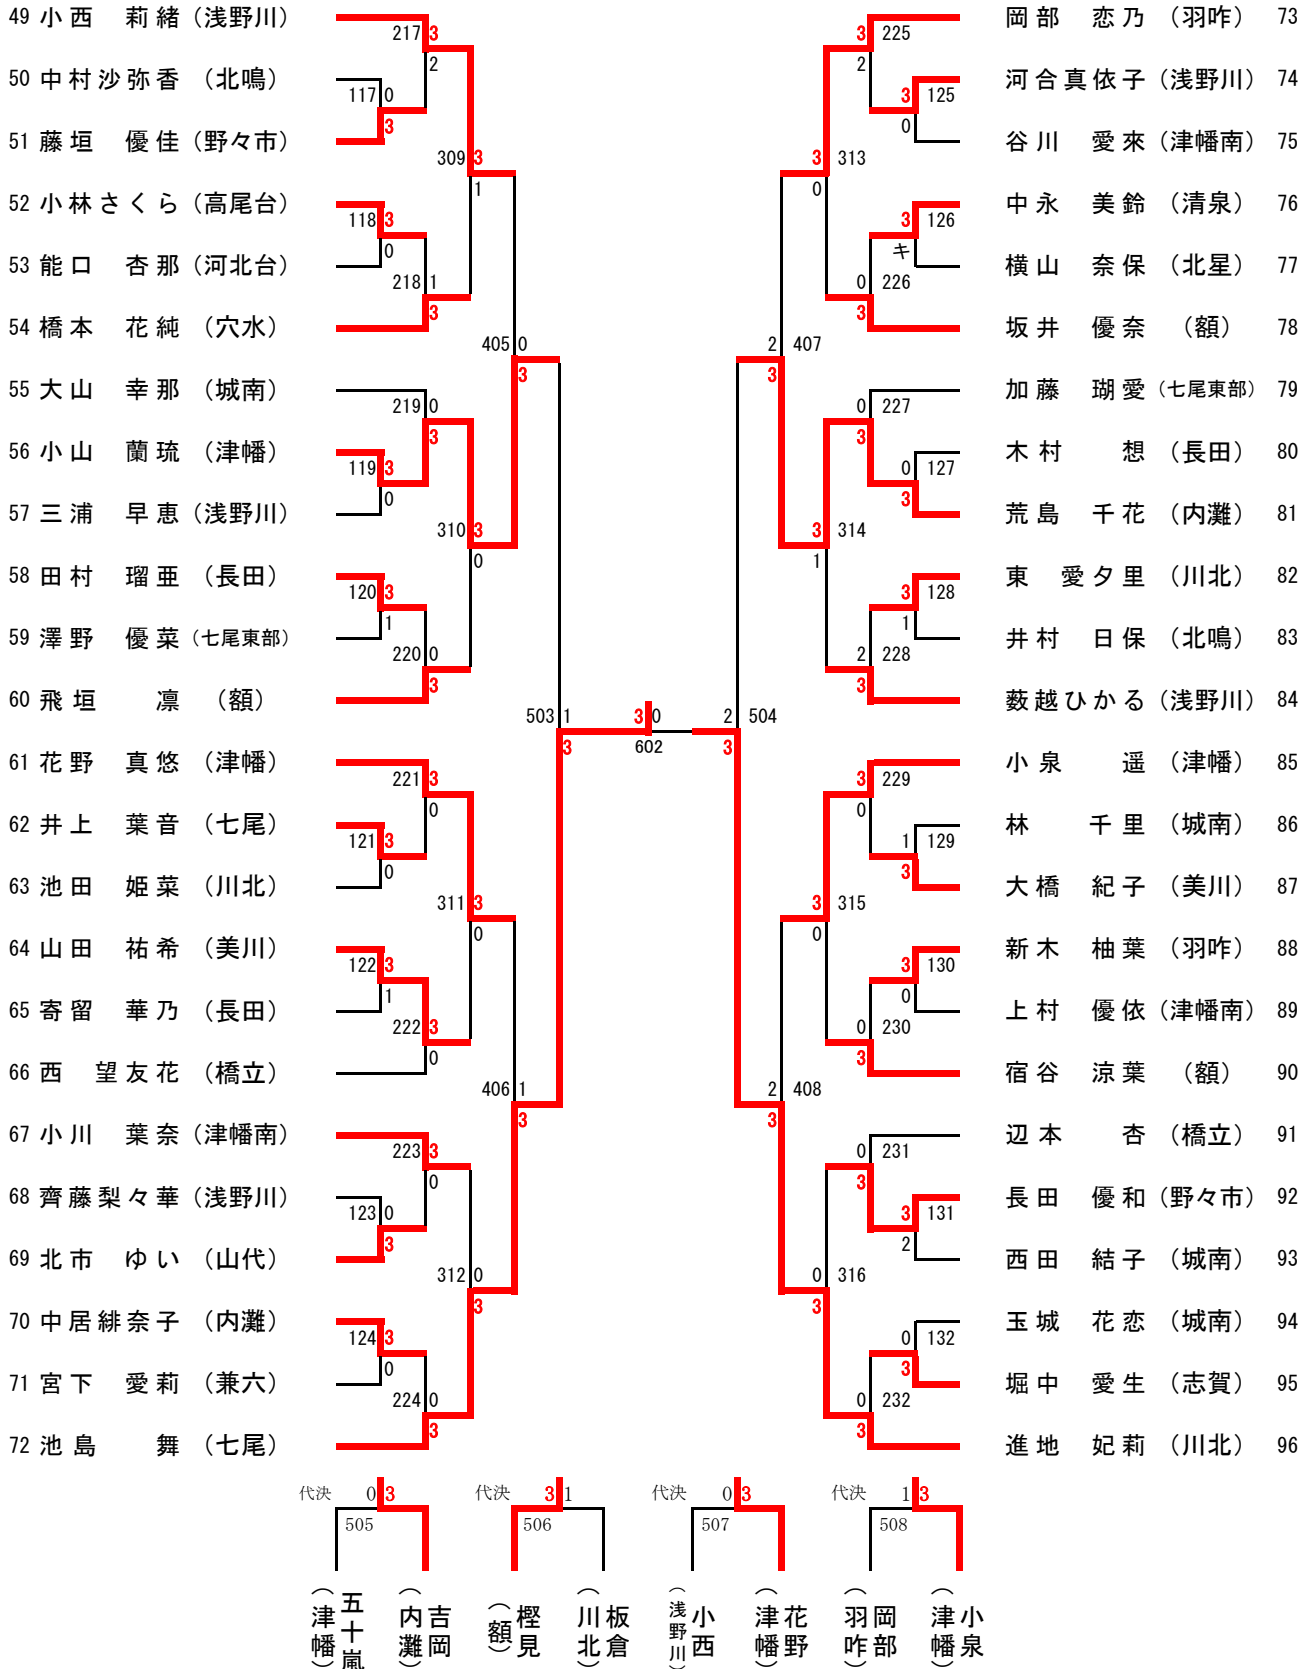 49 小西 莉緒 (浅野川)
50 中村沙弥香 (北鳴)
51 藤垣 優佳 (野々市)
52 小林さくら (高尾台)
53 能口 杏那 (河北台)
54 橋本 花純 (穴水)
55 大山 幸那 (城南)
56 小山 蘭琉 (津幡)
57 三浦 早恵 (浅野川)
58 田村 瑠亜 (長田)
59 澤野 優菜 (七尾東部)
60 飛垣 凛 (額)
61 花野 真悠 (津幡)
62 井上 葉音 (七尾)
63 池田 姫菜 (川北)
64 山田 祐希 (美川)
65 寄留 華乃 (長田)
66 西 望友花 (橋立)
67 小川 葉奈 (津幡南)
68 齊藤梨々華 (浅野川)
69 北市 ゆい (山代)
70 中居緋奈子 (内灘)
71 宮下 愛莉 (兼六)
72 池島 舞 (七尾)
217 3
2
117 0
3
309 3
1
118 3
0
218 1
3
405 0
3
219 0
3
119 3
0
310 3
0
120 3
1
220 0
3
503 1
3
221 3
0
121 3
0
311 3
0
122 3
1
222 3
0
406 1
3
223 3
0
123 0
3
312 0
3
124 3
0
224 0
3
3 0
602
3 225
2
3 125
0
3 313
0
3 126
キ
0 226
3
2 407
3
0 227
3
0 127
3
3 314
1
3 128
1
2 228
3
2 504
3
3 229
0
1 129
3
3 315
0
3 130
0
0 230
3
2 408
3
0 231
3
3 131
2
0 316
3
0 132
3
0 232
3
岡部 恋乃 (羽咋) 73
河合真依子 (浅野川) 74
谷川 愛來 (津幡南) 75
中永 美鈴 (清泉) 76
横山 奈保 (北星) 77
坂井 優奈 (額) 78
加藤 瑚愛 (七尾東部) 79
木村 想 (長田) 80
荒島 千花 (内灘) 81
東 愛夕里 (川北) 82
井村 日保 (北鳴) 83
薮越ひかる (浅野川) 84
小泉 遥 (津幡) 85
林 千里 (城南) 86
大橋 紀子 (美川) 87
新木 柚葉 (羽咋) 88
上村 優依 (津幡南) 89
宿谷 涼葉 (額) 90
辺本 杏 (橋立) 91
長田 優和 (野々市) 92
西田 結子 (城南) 93
玉城 花恋 (城南) 94
堀中 愛生 (志賀) 95
進地 妃莉 (川北) 96
代決 0 3
505
五十嵐 (津幡)
吉岡 (内灘)
代決 3 1
506
樫見 (額)
板倉 (川北)
代決 0 3
507
小西 (浅野川)
花野 (津幡)
代決 1 3
508
岡部 (羽咋)
小泉 (津幡)